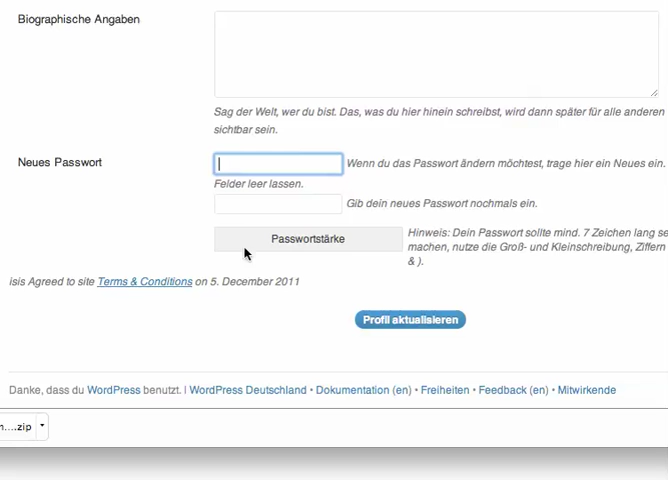 Biographische Angaben
Sag der Welt, wer du bist. Das, was du hier hinein schreibst, wird dann später für alle anderen
sichtbar sein.
Neues Passwort
Wenn du das Passwort ändern möchtest, trage hier ein Neues ein.
Felder leer lassen.
Gib dein neues Passwort nochmals ein.
Passwortstärke
Hinweis: Dein Passwort sollte mind. 7 Zeichen lang se
machen, nutze die Groß- und Kleinschreibung, Ziffern
& ).
isis Agreed to site Terms & Conditions on 5. December 2011
Profil aktualisieren
Danke, dass du WordPress benutzt. | WordPress Deutschland • Dokumentation (en) • Freiheiten • Feedback (en) • Mitwirkende
n....zip